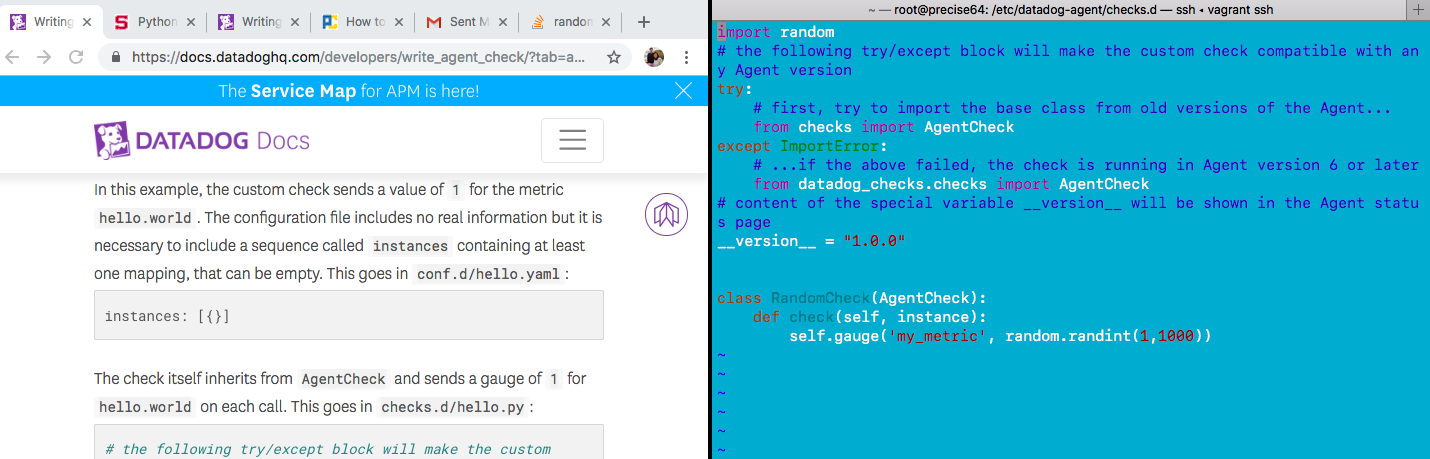 Writing
Python
Writing
How to
Sent M
random
~ — root@precise64: /etc/datadog-agent/checks.d — ssh ◂ vagrant ssh
https://docs.datadoghq.com/developers/write_agent_check/?tab=a...
The Service Map for APM is here!
DATADOG Docs
In this example, the custom check sends a value of 1 for the metric
hello.world . The configuration file includes no real information but it is
necessary to include a sequence called instances containing at least
one mapping, that can be empty. This goes in conf.d/hello.yaml :
instances: [{}]
The check itself inherits from AgentCheck and sends a gauge of 1 for
hello.world on each call. This goes in checks.d/hello.py :
# the following try/except block will make the custom
import random
# the following try/except block will make the custom check compatible with an
y Agent version
try:
    # first, try to import the base class from old versions of the Agent...
    from checks import AgentCheck
except ImportError:
    # ...if the above failed, the check is running in Agent version 6 or later
    from datadog_checks.checks import AgentCheck
# content of the special variable __version__ will be shown in the Agent statu
s page
__version__ = "1.0.0"
class RandomCheck(AgentCheck):
    def check(self, instance):
        self.gauge('my_metric', random.randint(1,1000))
~
~
~
~
~
~